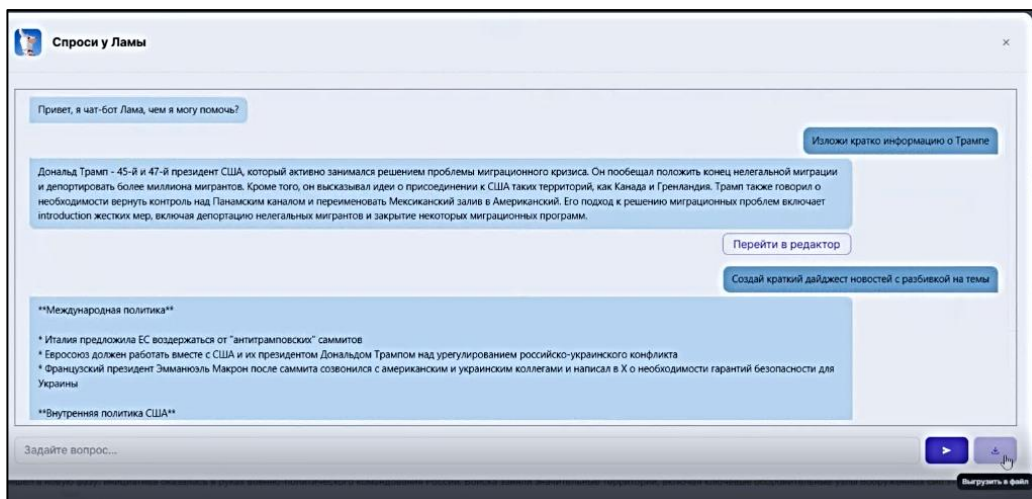 Спроси у Ламы
Привет, я чат-бот Лама, чем я могу помочь?
Изложи кратко информацию о Трампе
Дональд Трамп - 45-й и 47-й президент США, который активно занимался решением проблемы миграционного кризиса. Он пообещал положить конец нелегальной миграции
и депортировать более миллиона мигрантов. Кроме того, он высказывал идеи о присоединении к США таких территорий, как Канада и Гренландия. Трамп также говорил о
необходимости вернуть контроль над Панамским каналом и переименовать Мексиканский залив в Американский. Его подход к решению миграционных проблем включает
introduction жестких мер, включая депортацию нелегальных мигрантов и закрытие некоторых миграционных программ.
Перейти в редактор
Создай краткий дайджест новостей с разбивкой на темы
**Международная политика**
* Италия предложила ЕС воздержаться от "антитрамповских" саммитов
* Евросоюз должен работать вместе с США и их президентом Дональдом Трампом над урегулированием российско-украинского конфликта
* Французский президент Эммануэль Макрон после саммита созвонился с американским и украинским коллегами и написал в X о необходимости гарантий безопасности для
Украины
**Внутренняя политика США**
Задайте вопрос...
Выгрузить в файл